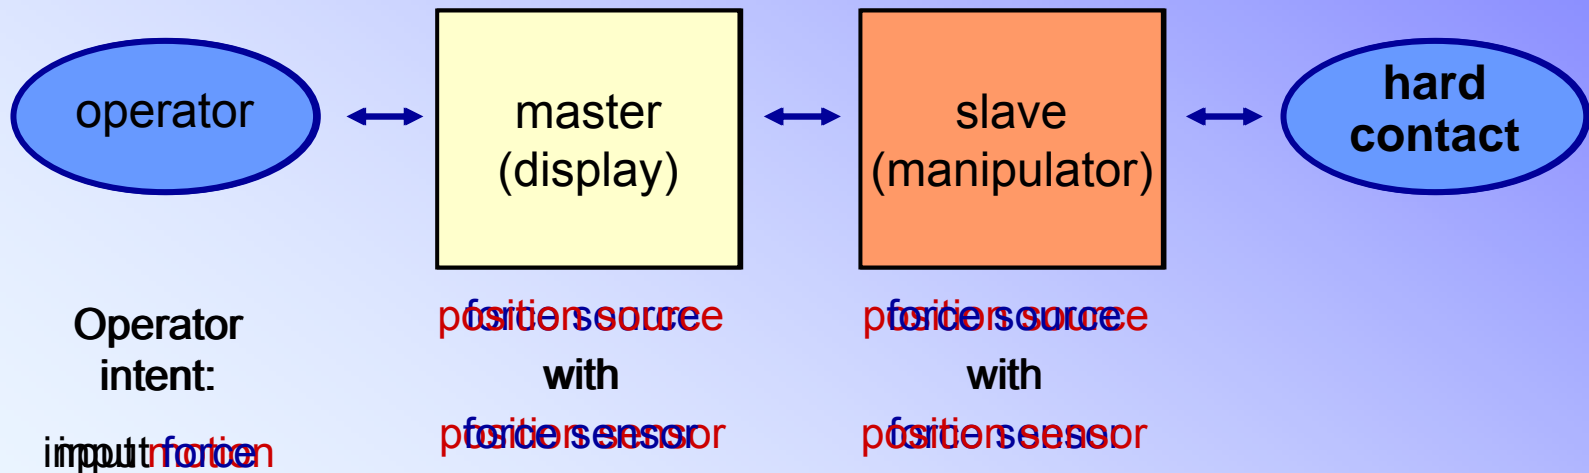 operator
master
(display)
slave
(manipulator)
hard
contact
Operator
intent:
input motion
input force
position source
force source
with
position sensor
force sensor
position source
force source
with
position sensor
force sensor